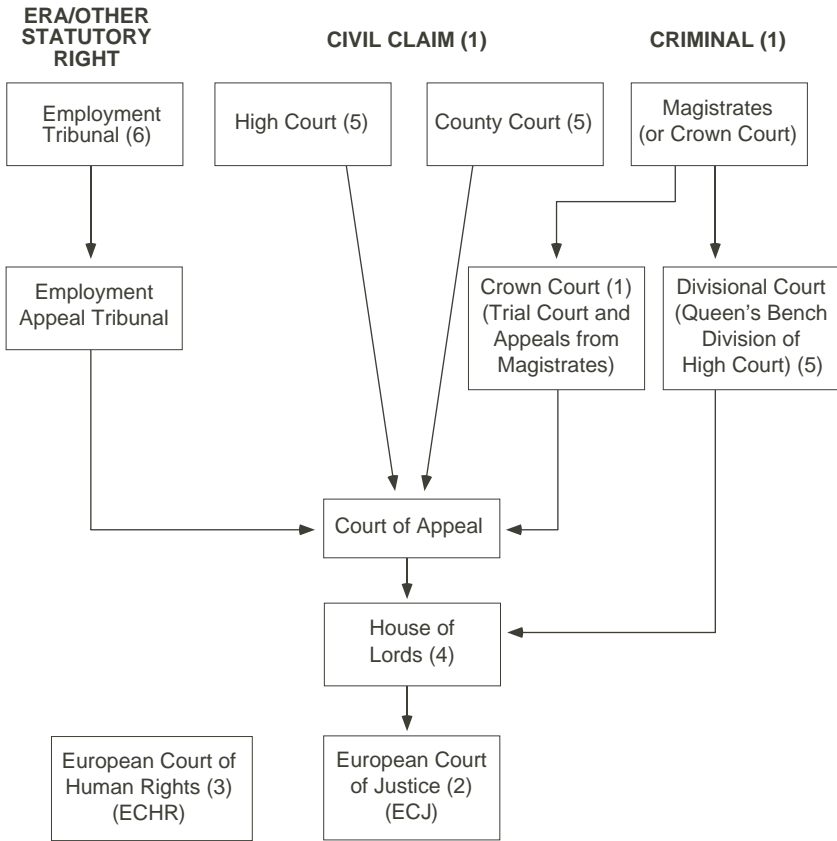 ERA/OTHER
STATUTORY
RIGHT
CIVIL CLAIM (1)
CRIMINAL (1)
Employment
Tribunal (6)
High Court (5)
County Court (5)
Magistrates
(or Crown Court)
Employment
Appeal Tribunal
Crown Court (1)
(Trial Court and
Appeals from
Magistrates)
Divisional Court
(Queen's Bench
Division of
High Court) (5)
Court of Appeal
House of
Lords (4)
European Court of
Human Rights (3)
(ECHR)
European Court
of Justice (2)
(ECJ)